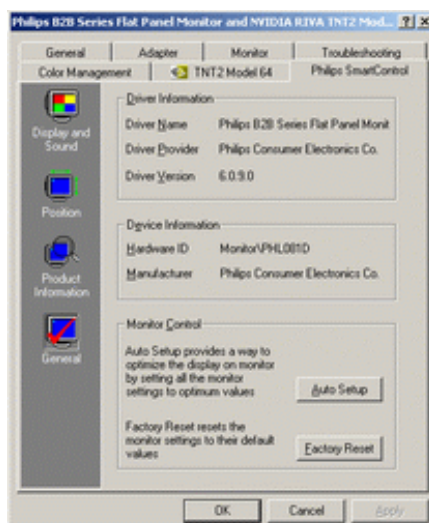 Philips B2B Series Flat Panel Monitor and NVIDIA RIVA TNT2 Mod...
General Adapter Monitor Troubleshooting
Color Management TNT2 Model 64 Philips SmartControl
Display and
Sound
Position
Product
Information
General
Driver Information
Driver Name Philips B2B Series Flat Panel Monit
Driver Provider Philips Consumer Electronics Co.
Driver Version 6.0.9.0
Device Information
Hardware ID Monitor\PHL081D
Manufacturer Philips Consumer Electronics Co.
Monitor Control
Auto Setup provides a way to
optimize the display on monitor
by setting all the monitor
settings to optimum values
Auto Setup
Factory Reset resets the
monitor settings to their default
values
Factory Reset
OK Cancel Apply